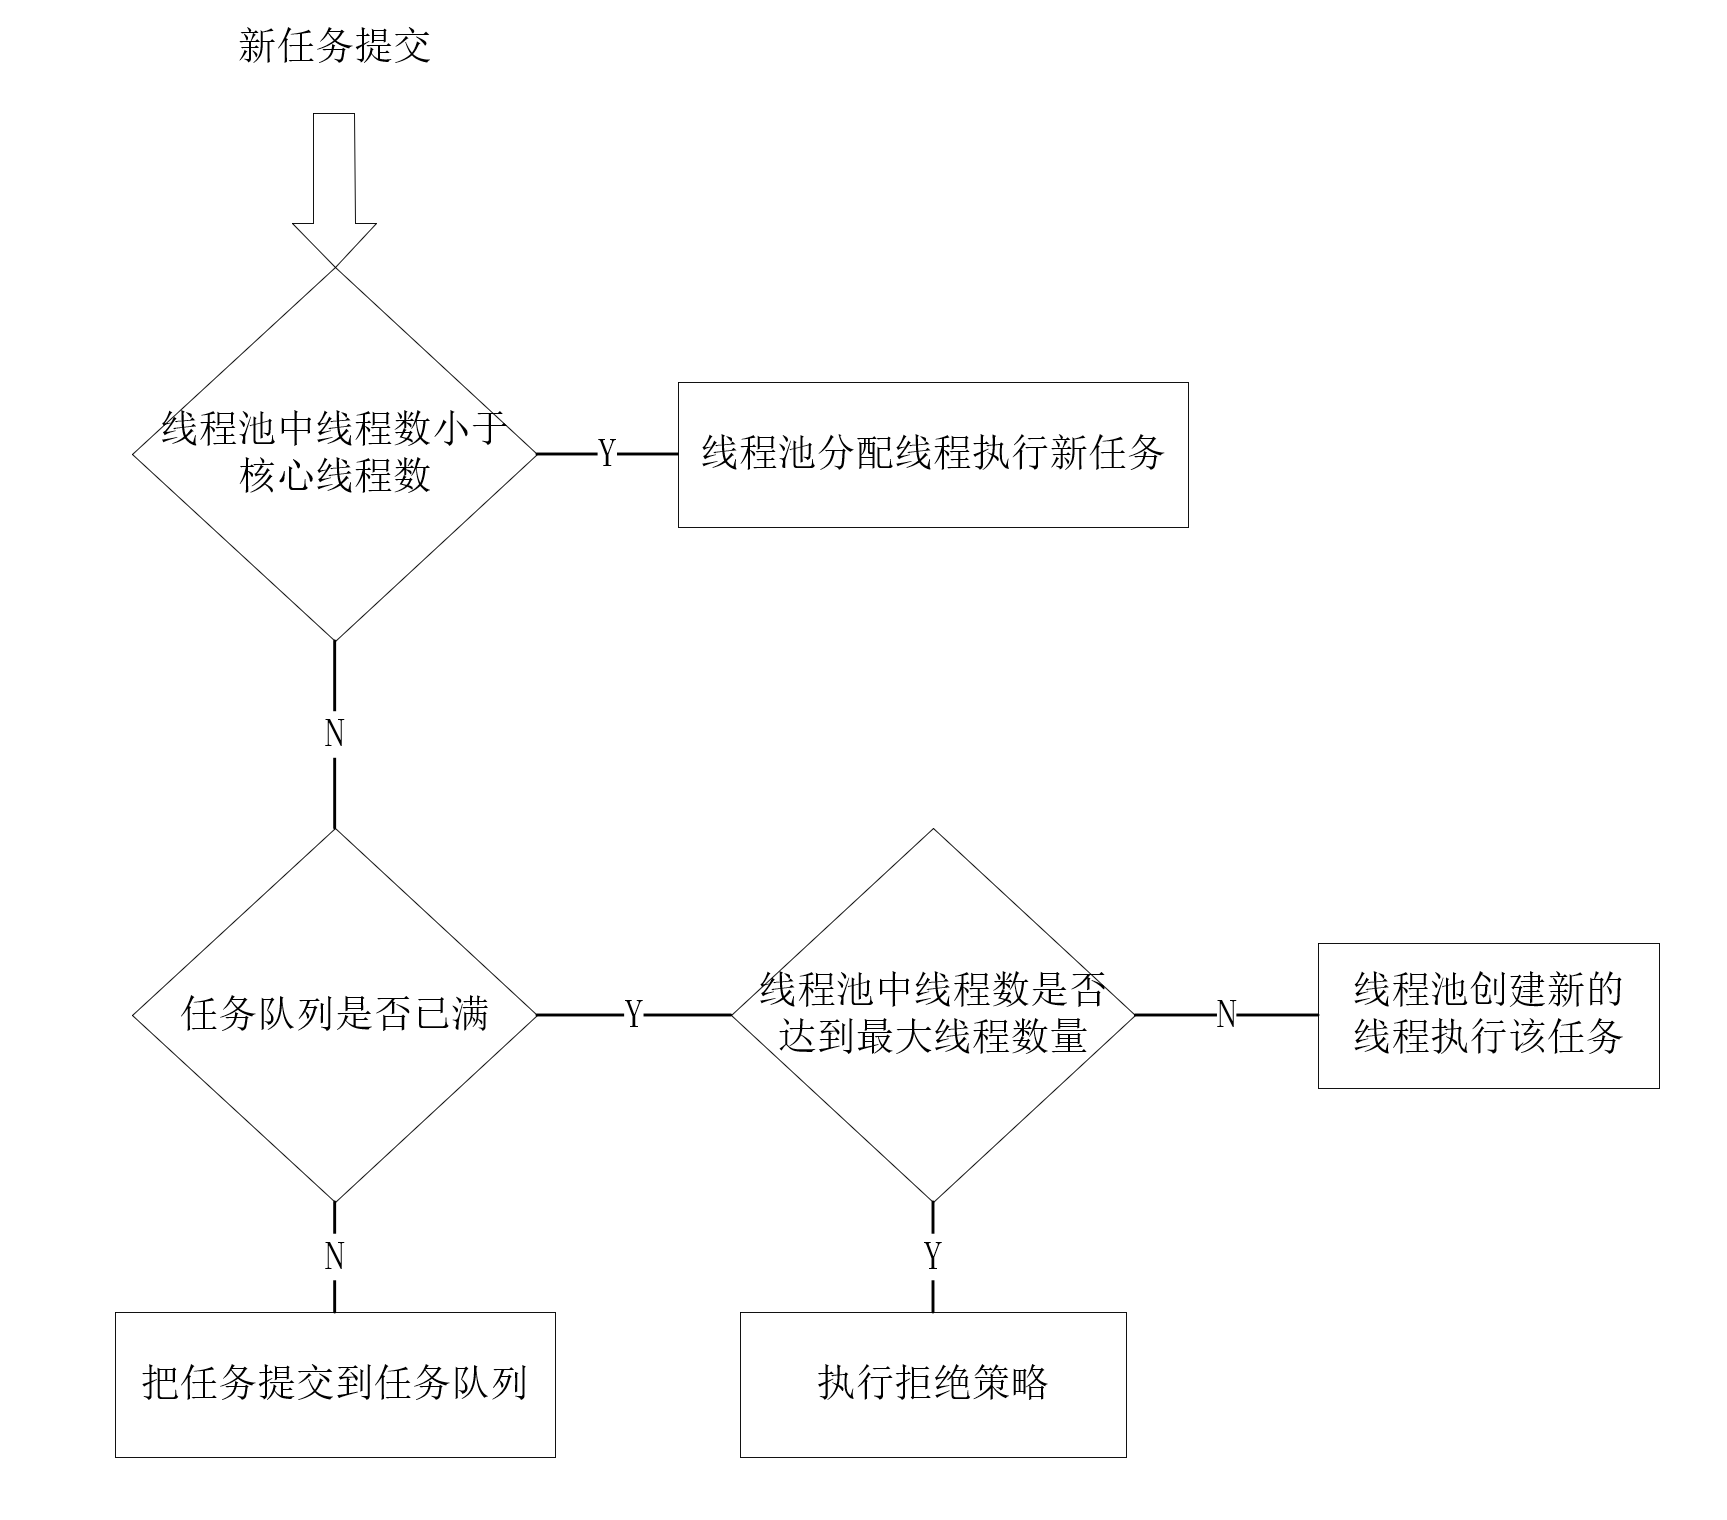 新任务提交
线程池中线程数小于
核心线程数
Y
线程池分配线程执行新任务
N
任务队列是否已满
Y
线程池中线程数是否
达到最大线程数量
N
线程池创建新的
线程执行该任务
N
Y
把任务提交到任务队列
执行拒绝策略